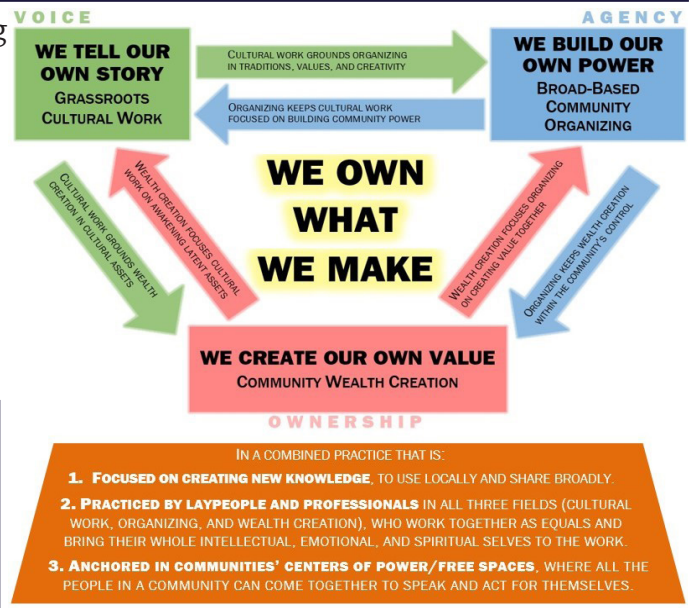 g
VOICE
AGENCY
WE TELL OUR
OWN STORY
GRASSROOTS
CULTURAL WORK
CULTURAL WORK GROUNDS ORGANIZING
IN TRADITIONS, VALUES, AND CREATIVITY
ORGANIZING KEEPS CULTURAL WORK
FOCUSED ON BUILDING COMMUNITY POWER
WE BUILD OUR
OWN POWER
BROAD-BASED
COMMUNITY
ORGANIZING
CULTURAL WORK GROUNDS WEALTH
CREATION IN CULTURAL ASSETS
WEALTH CREATION FOCUSES CULTURAL
WORK ON AWAKENING LATENT ASSETS
WE OWN
WHAT
WE MAKE
WEALTH CREATION FOCUSES ORGANIZING
ON CREATING VALUE TOGETHER
ORGANIZING KEEPS WEALTH CREATION
WITHIN THE COMMUNITY'S CONTROL
WE CREATE OUR OWN VALUE
COMMUNITY WEALTH CREATION
OWNERSHIP
IN A COMBINED PRACTICE THAT IS:
1. FOCUSED ON CREATING NEW KNOWLEDGE, TO USE LOCALLY AND SHARE BROADLY.
2. PRACTICED BY LAYPEOPLE AND PROFESSIONALS IN ALL THREE FIELDS (CULTURAL
WORK, ORGANIZING, AND WEALTH CREATION), WHO WORK TOGETHER AS EQUALS AND
BRING THEIR WHOLE INTELLECTUAL, EMOTIONAL, AND SPIRITUAL SELVES TO THE WORK.
3. ANCHORED IN COMMUNITIES' CENTERS OF POWER/FREE SPACES, WHERE ALL THE
PEOPLE IN A COMMUNITY CAN COME TOGETHER TO SPEAK AND ACT FOR THEMSELVES.